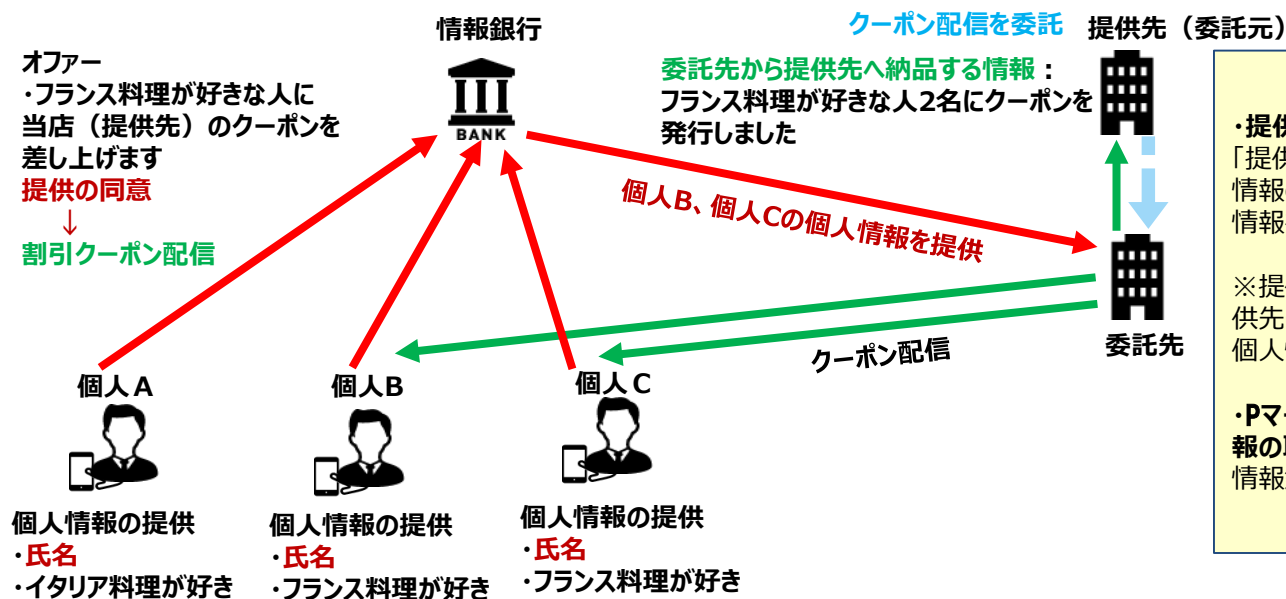 クーポン配信を委託
提供先（委託元）
情報銀行
BANK
オファー
・フランス料理が好きな人に
当店（提供先）のクーポンを
差し上げます
提供の同意
↓
割引クーポン配信
委託先から提供先へ納品する情報：
フランス料理が好きな人2名にクーポンを
発行しました
個人B、個人Cの個人情報を提供
委託先
クーポン配信
個人A
個人B
個人C
個人情報の提供
・氏名
・イタリア料理が好き
個人情報の提供
・氏名
・フランス料理が好き
個人情報の提供
・氏名
・フランス料理が好き
・提供
「提供
情報
情報
※提
供先
個人
・Pマー
報の
情報